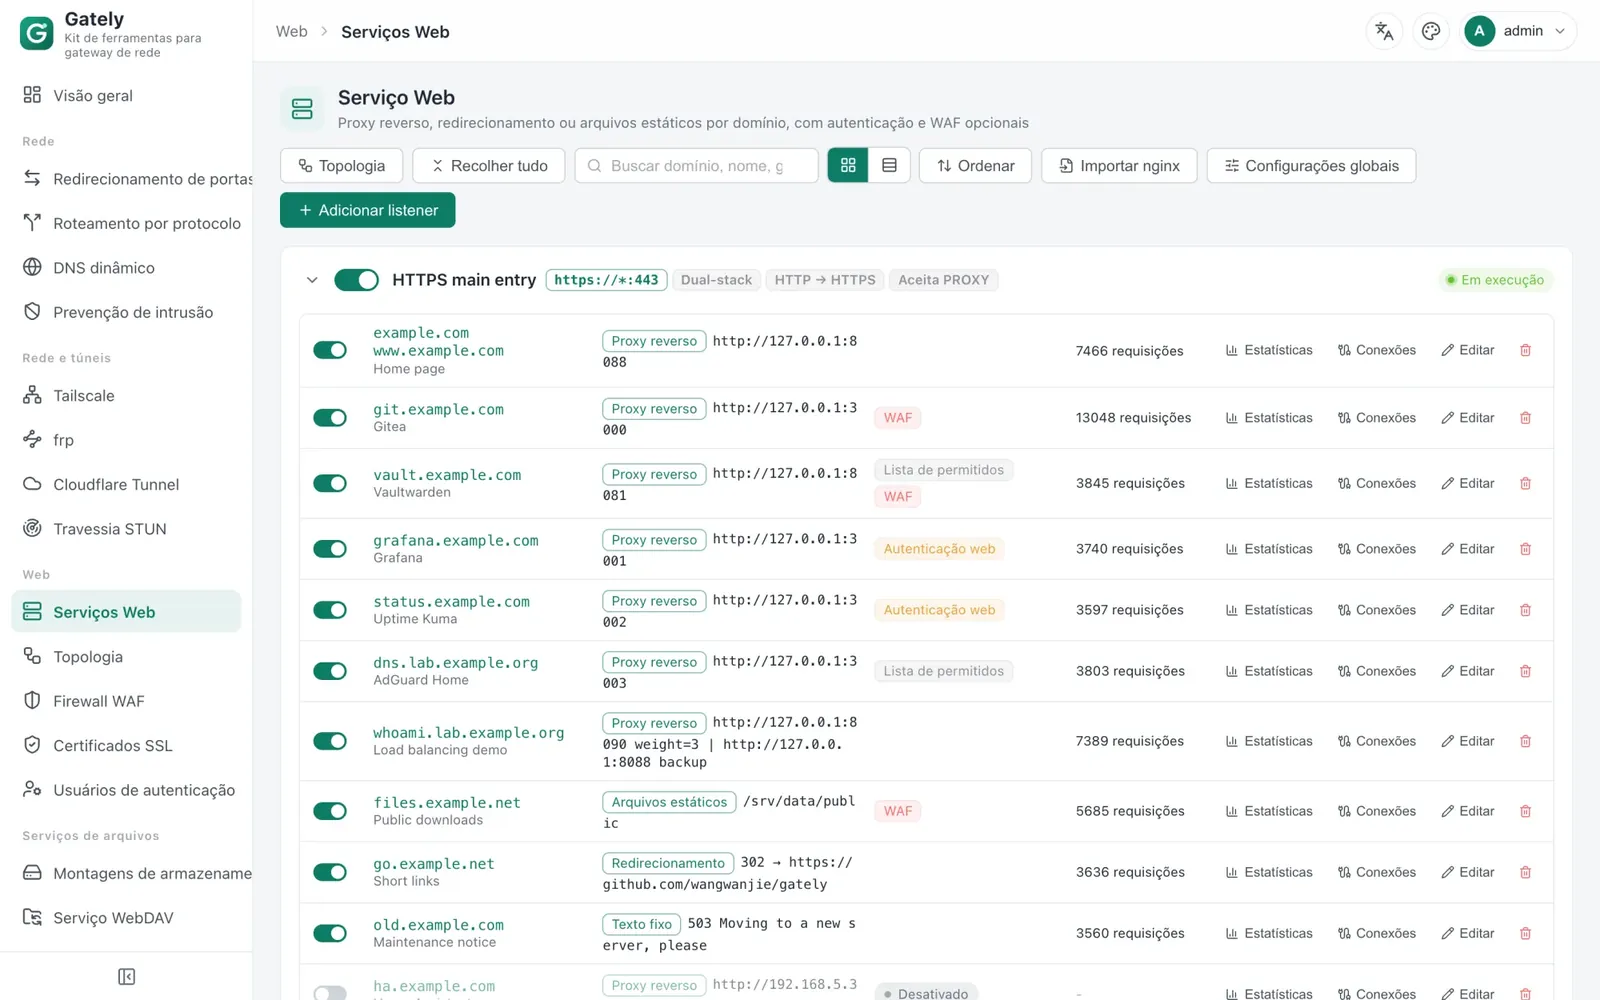 Gately
Kit de ferramentas para
gateway de rede
Visão geral
Rede
Redirecionamento de portas
Roteamento por protocolo
DNS dinâmico
Prevenção de intrusão
Rede e túneis
Tailscale
frp
Cloudflare Tunnel
Travessia STUN
Web
Serviços Web
Topologia
Firewall WAF
Certificados SSL
Usuários de autenticação
Serviços de arquivos
Montagens de armazename
Serviço WebDAV
Web > Serviços Web
A admin
Serviço Web
Proxy reverso, redirecionamento ou arquivos estáticos por domínio, com autenticação e WAF opcionais
Topologia Recolher tudo Buscar domínio, nome, g Ordenar Importar nginx Configurações globais
+ Adicionar listener
HTTPS main entry https://*:443 Dual-stack HTTP → HTTPS Aceita PROXY Em execução
example.com
www.example.com
Home page
Proxy reverso http://127.0.0.1:8
088
7466 requisições Estatísticas Conexões Editar
git.example.com
Gitea
Proxy reverso http://127.0.0.1:3
000
WAF
13048 requisições Estatísticas Conexões Editar
vault.example.com
Vaultwarden
Proxy reverso http://127.0.0.1:8
081
Lista de permitidos
WAF
3845 requisições Estatísticas Conexões Editar
grafana.example.com
Grafana
Proxy reverso http://127.0.0.1:3
001
Autenticação web
3740 requisições Estatísticas Conexões Editar
status.example.com
Uptime Kuma
Proxy reverso http://127.0.0.1:3
002
Autenticação web
3597 requisições Estatísticas Conexões Editar
dns.lab.example.org
AdGuard Home
Proxy reverso http://127.0.0.1:3
003
Lista de permitidos
3803 requisições Estatísticas Conexões Editar
whoami.lab.example.org
Load balancing demo
Proxy reverso http://127.0.0.1:8
090 weight=3 | http://127.0.0.
1:8088 backup
7389 requisições Estatísticas Conexões Editar
files.example.net
Public downloads
Arquivos estáticos /srv/data/publ
ic
WAF
5685 requisições Estatísticas Conexões Editar
go.example.net
Short links
Redirecionamento 302 → https://
github.com/wangwanjie/gately
3636 requisições Estatísticas Conexões Editar
old.example.com
Maintenance notice
Texto fixo 503 Moving to a new s
erver, please
3560 requisições Estatísticas Conexões Editar
ha.example.com
Proxy reverso http://192.168.5.3
Desativado
- Estatísticas Conexões Editar